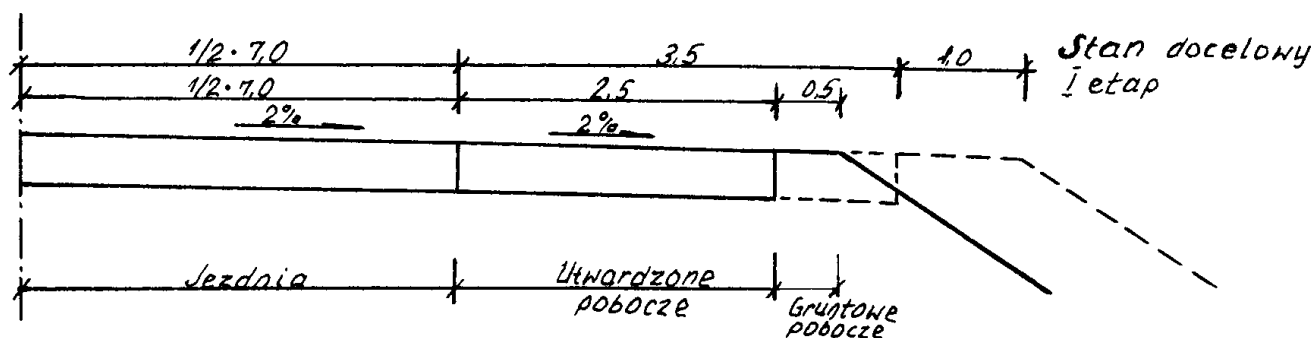 1/2·7,0 3,5 1,0 Stan docelowy
1/2·7,0 2,5 0,5 I etap
2% 2%
Jezdnia Utwardzone pobocze Gruntowe pobocze